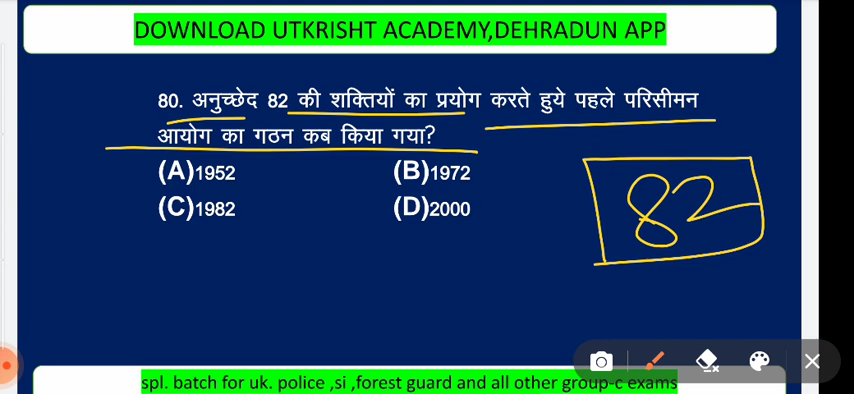 DOWNLOAD UTKRISHT ACADEMY,DEHRADUN APP
80. अनुच्छेद 82 की शक्तियों का प्रयोग करते हुये पहले परिसीमन
आयोग का गठन कब किया गया?
(A)1952 (B)1972
(C)1982 (D)2000
82
spl. batch for uk. police ,si ,forest guard and all other group-c exams